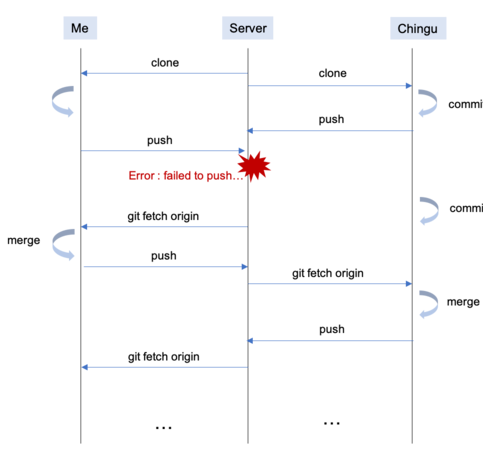 Me
Server
Chingu
clone
clone
commi
push
push
Error : failed to push...
git fetch origin
commi
merge
push
git fetch origin
merge
push
git fetch origin
...
...